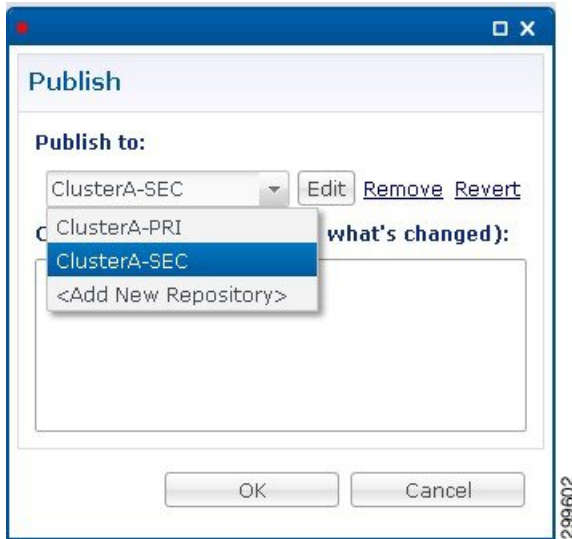 Publish
Publish to:
ClusterA-SEC Edit Remove Revert
ClusterA-PRI
what's changed):
ClusterA-SEC
<Add New Repository>
OK Cancel
299602